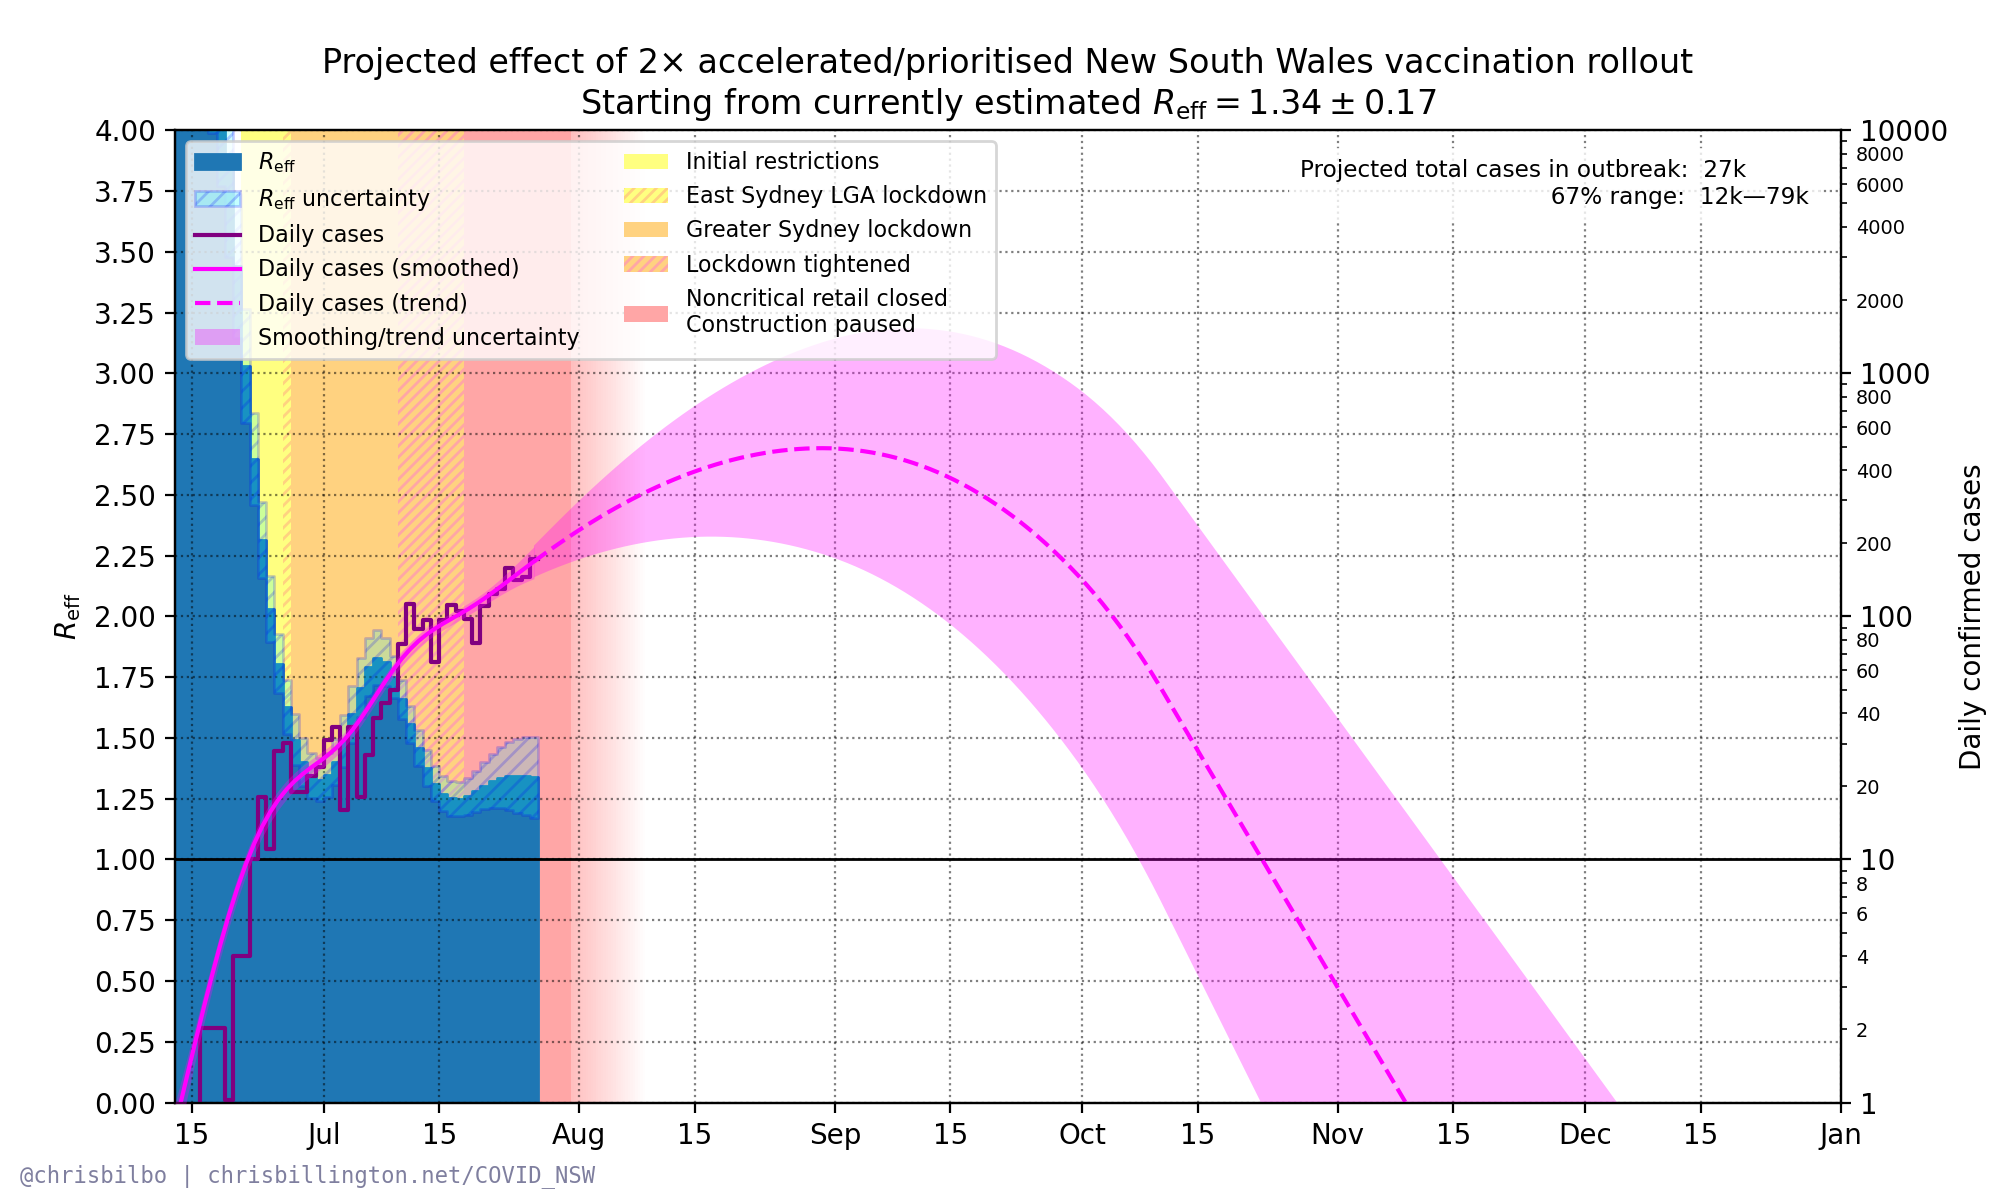 Projected effect of 2× accelerated/prioritised New South Wales vaccination rollout
Starting from currently estimated Reff = 1.34 ± 0.17
Reff
Reff uncertainty
Daily cases
Daily cases (smoothed)
Daily cases (trend)
Smoothing/trend uncertainty
Initial restrictions
East Sydney LGA lockdown
Greater Sydney lockdown
Lockdown tightened
Noncritical retail closed
Construction paused
Projected total cases in outbreak: 27k
67% range: 12k—79k
4.00
3.75
3.50
3.25
3.00
2.75
2.50
2.25
2.00
1.75
1.50
1.25
1.00
0.75
0.50
0.25
0.00
Reff
10000
8000
6000
4000
2000
1000
800
600
400
200
100
80
60
40
20
10
8
6
4
2
1
Daily confirmed cases
15 Jul 15 Aug 15 Sep 15 Oct 15 Nov 15 Dec 15 Jan
@chrisbilbo | chrisbillington.net/COVID_NSW